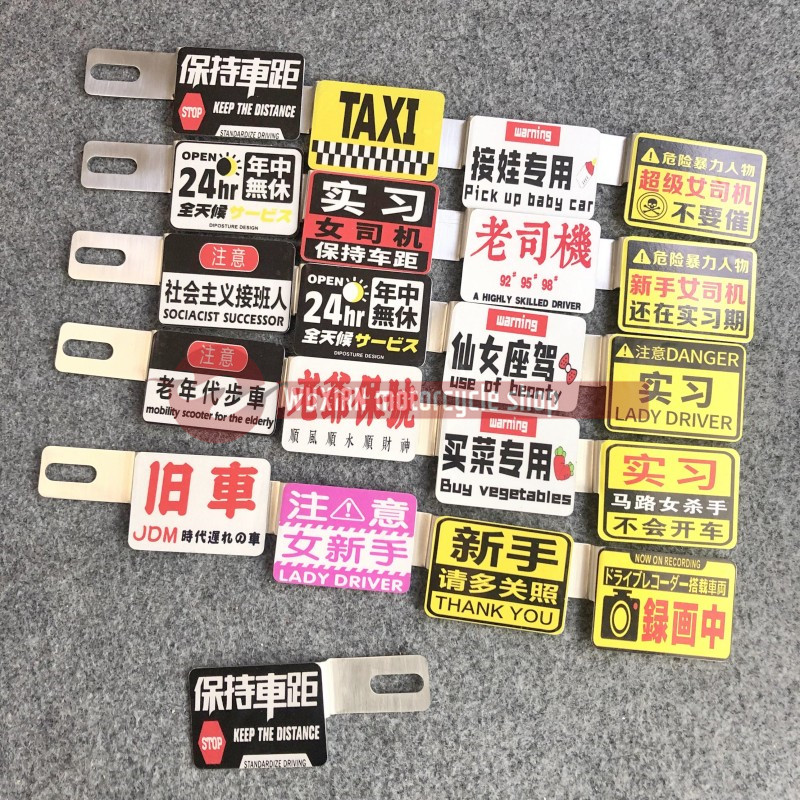 保持車距
STOP KEEP THE DISTANCE
STANDARDIZE DRIVING
TAXI
warning
接娃专用
Pick up baby car
危险暴力人物
超级女司机
不要催
OPEN
24hr 年中無休
全天候サービス
DIPOSTURE DESIGN
实习
女司机
保持车距
老司機
92# 95# 98#
A HIGHLY SKILLED DRIVER
危险暴力人物
新手女司机
还在实习期
注意
社会主义接班人
SOCIACIST SUCCESSOR
OPEN
24hr 年中無休
全天候サービス
DIPOSTURE DESIGN
warning
仙女座驾
use of beauty
注意DANGER
实习
LADY DRIVER
注意
老年代步車
mobility scooter for the elderly
老爺保號
順風順水順財神
warning
买菜专用
Buy vegetables
实习
马路女杀手
不会开车
旧車
JDM 時代遅れの車
注意
女新手
LADY DRIVER
新手
请多关照
THANK YOU
NOW ON RECORDING
ドライブレコーダー搭載車両
録画中
保持車距
STOP KEEP THE DISTANCE
STANDARDIZE DRIVING
motorcycle shop